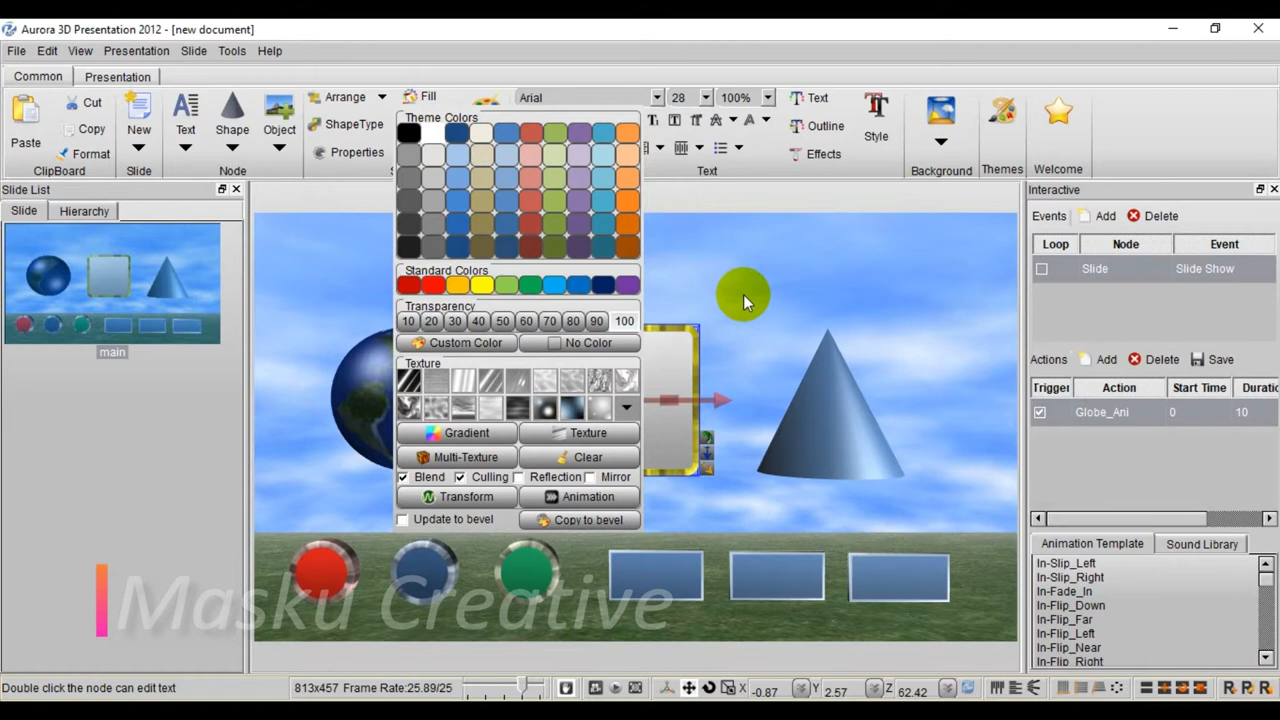 Aurora 3D Presentation 2012 - [new document]
File Edit View Presentation Slide Tools Help
Common Presentation
Paste Cut Copy Format ClipBoard
New Slide
Text Shape Object Node
Arrange ShapeType Properties
Fill
Arial 28 100%
Text
Text Outline Effects Style
Background Themes Welcome
Theme Colors
Standard Colors
Transparency
10 20 30 40 50 60 70 80 90 100
Custom Color No Color
Texture
Gradient Texture
Multi-Texture Clear
Blend Culling Reflection Mirror
Transform Animation
Update to bevel Copy to bevel
Slide List
Slide Hierarchy
main
Interactive
Events Add Delete
Loop Node Event
Slide Slide Show
Actions Add Delete Save
Trigger Action Start Time Duratio
Globe_Ani 0 10
Animation Template Sound Library
In-Slip_Left
In-Slip_Right
In-Fade_In
In-Flip_Down
In-Flip_Far
In-Flip_Left
In-Flip_Near
In-Flip_Right
Masku Creative
Double click the node can edit text 813x457 Frame Rate:25.89/25 X -0.87 Y 2.57 Z 62.42